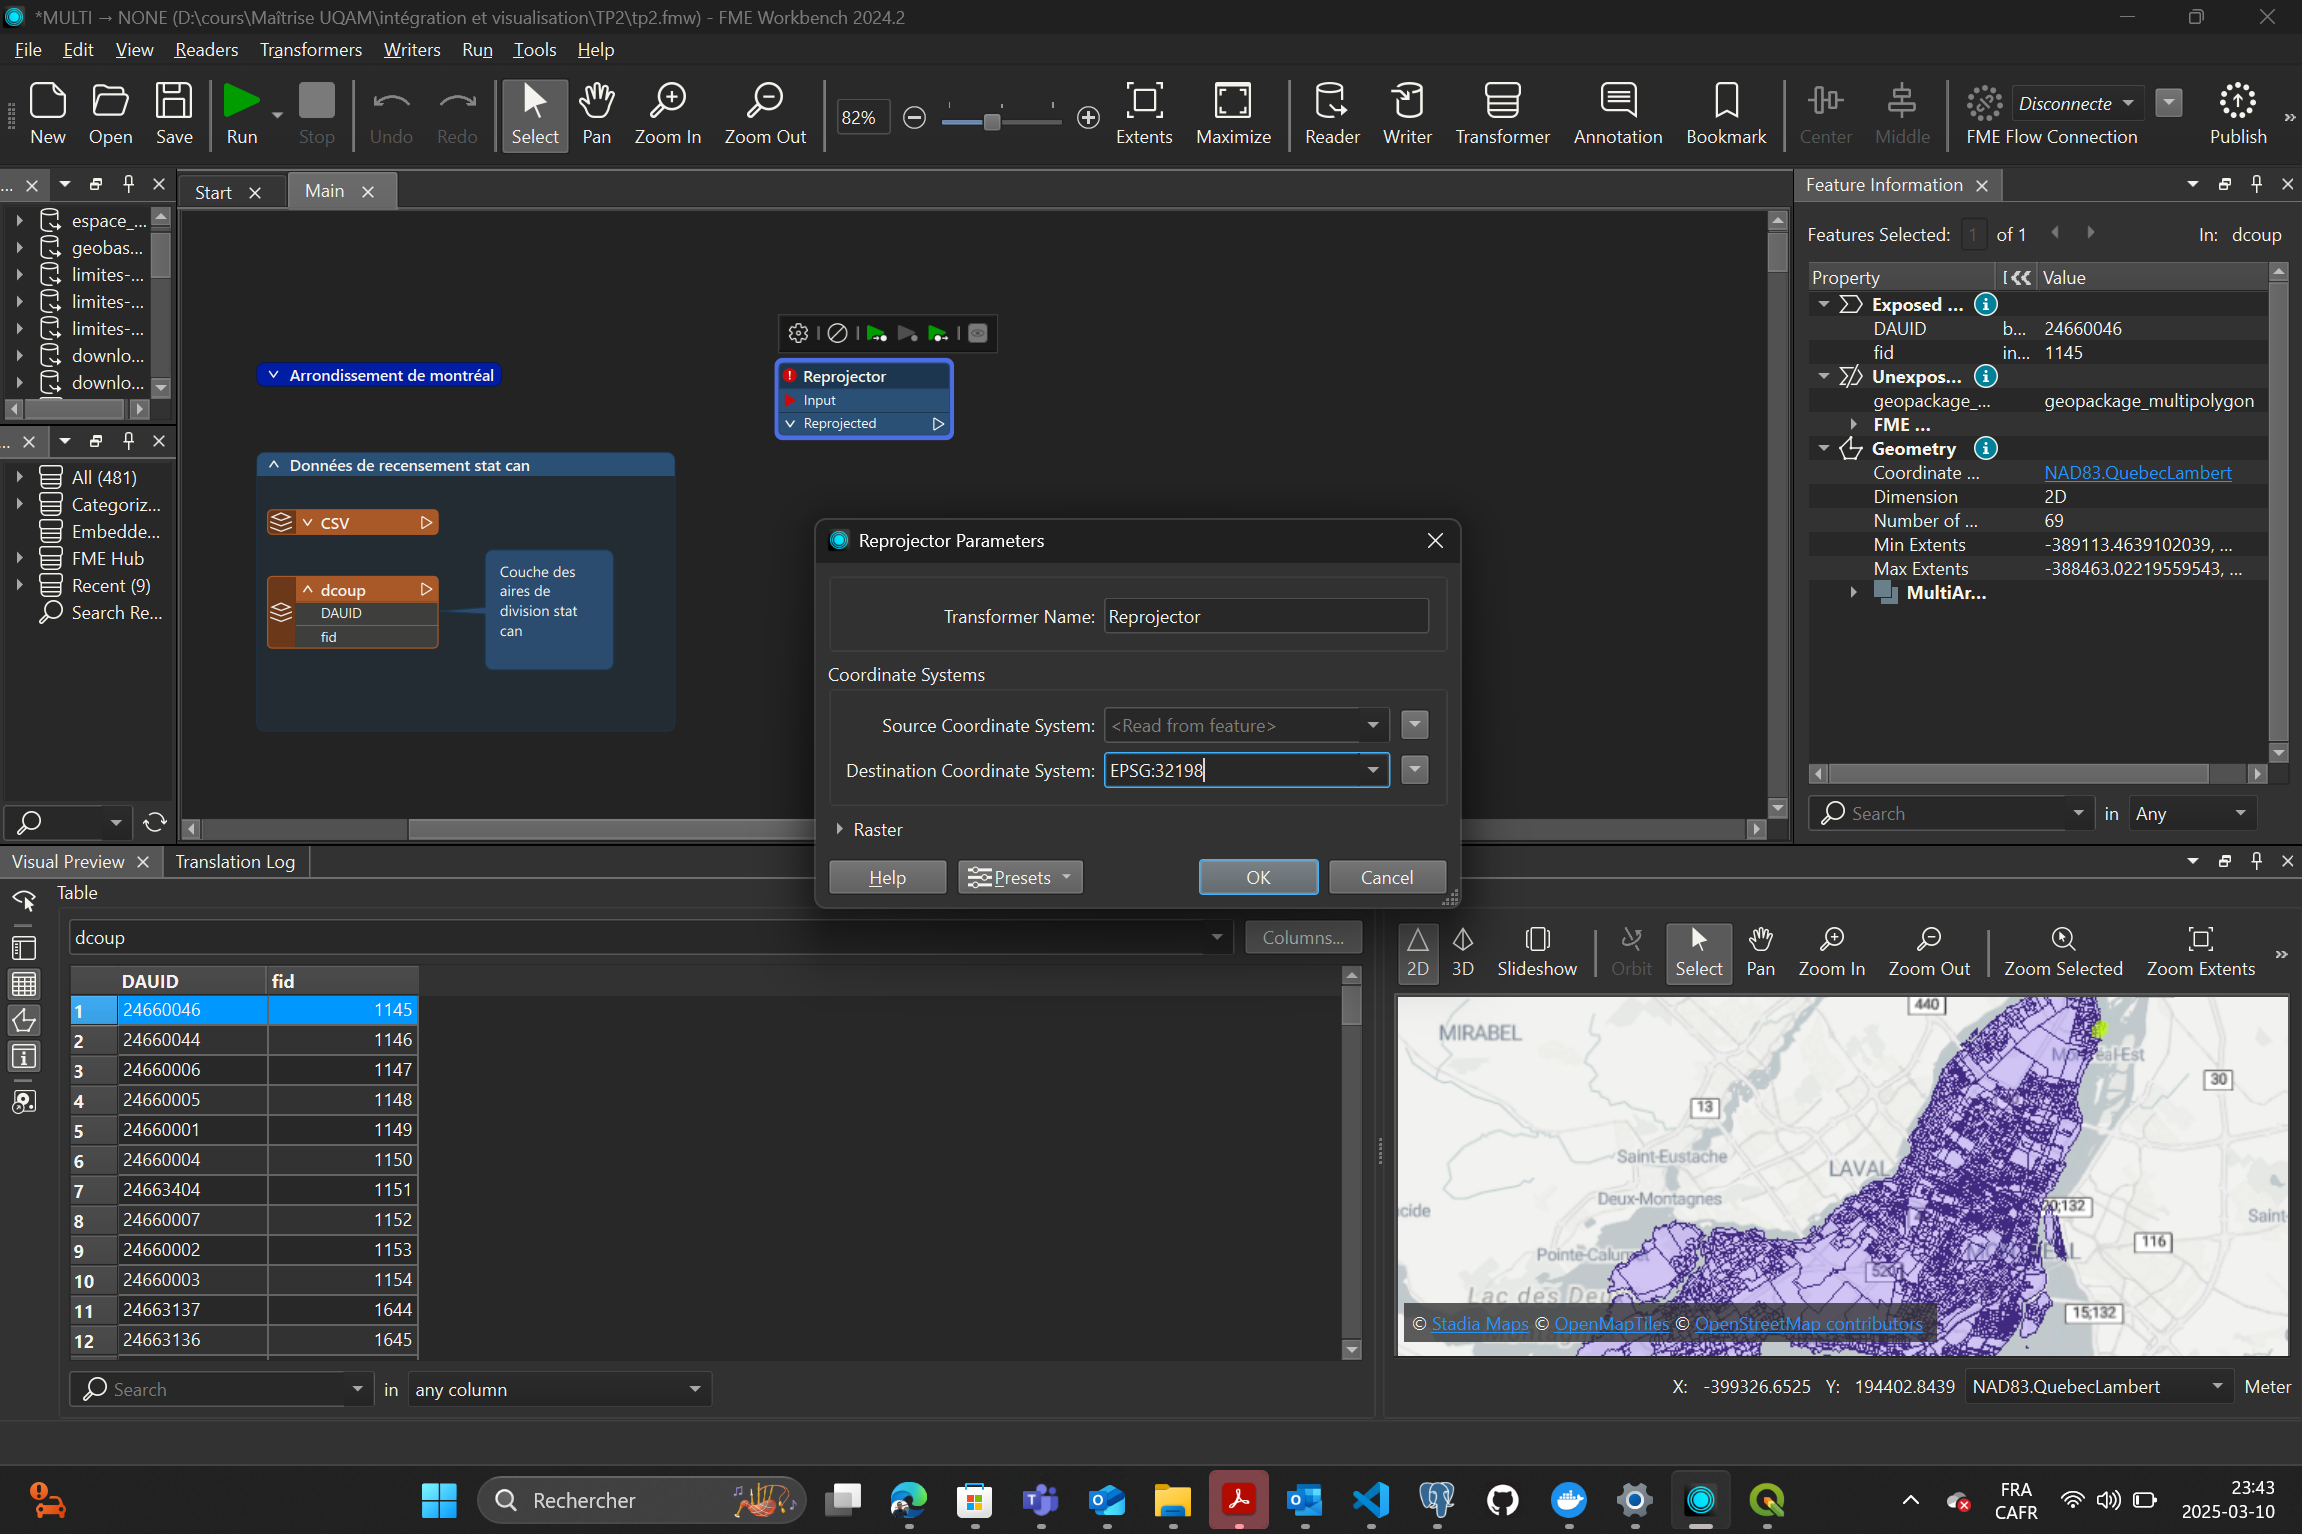 *MULTI → NONE (D:\cours\Maîtrise UQAM\intégration et visualisation\TP2\tp2.fmw) - FME Workbench 2024.2
File Edit View Readers Transformers Writers Run Tools Help
New Open Save Run Stop Undo Redo Select Pan Zoom In Zoom Out 82% Extents Maximize Reader Writer Transformer Annotation Bookmark Center Middle Disconnecte FME Flow Connection Publish
...
Start Main
Feature Information
espace_...
geobas...
limites-...
limites-...
limites-...
downlo...
downlo...
...
All (481)
Categoriz...
Embedde...
FME Hub
Recent (9)
Search Re...
Arrondissement de montréal
Reprojector
Input
Reprojected
Données de recensement stat can
CSV
dcoup
DAUID
fid
Couche des
aires de
division stat
can
Reprojector Parameters
Transformer Name: Reprojector
Coordinate Systems
Source Coordinate System: <Read from feature>
Destination Coordinate System: EPSG:32198
Raster
Help Presets OK Cancel
Features Selected: 1 of 1 In: dcoup
Property Value
Exposed ...
DAUID b... 24660046
fid in... 1145
Unexpos...
geopackage_... geopackage_multipolygon
FME ...
Geometry
Coordinate ... NAD83.QuebecLambert
Dimension 2D
Number of ... 69
Min Extents -389113.4639102039, ...
Max Extents -388463.02219559543, ...
MultiAr...
Search in Any
Visual Preview Translation Log
Table
dcoup Columns...
DAUID fid
1 24660046 1145
2 24660044 1146
3 24660006 1147
4 24660005 1148
5 24660001 1149
6 24660004 1150
7 24663404 1151
8 24660007 1152
9 24660002 1153
10 24660003 1154
11 24663137 1644
12 24663136 1645
Search in any column
2D 3D Slideshow Orbit Select Pan Zoom In Zoom Out Zoom Selected Zoom Extents
440
MIRABEL
Montréal-Est
30
13
Saint-Eustache
LAVAL
Deux-Montagnes
cide
20;132
Saint-
116
Pointe-Calumet
MONTRÉAL
520
Lac des Deu
15;132
© Stadia Maps © OpenMapTiles © OpenStreetMap contributors
X: -399326.6525 Y: 194402.8439 NAD83.QuebecLambert Meter
Rechercher
FRA
CAFR
23:43
2025-03-10